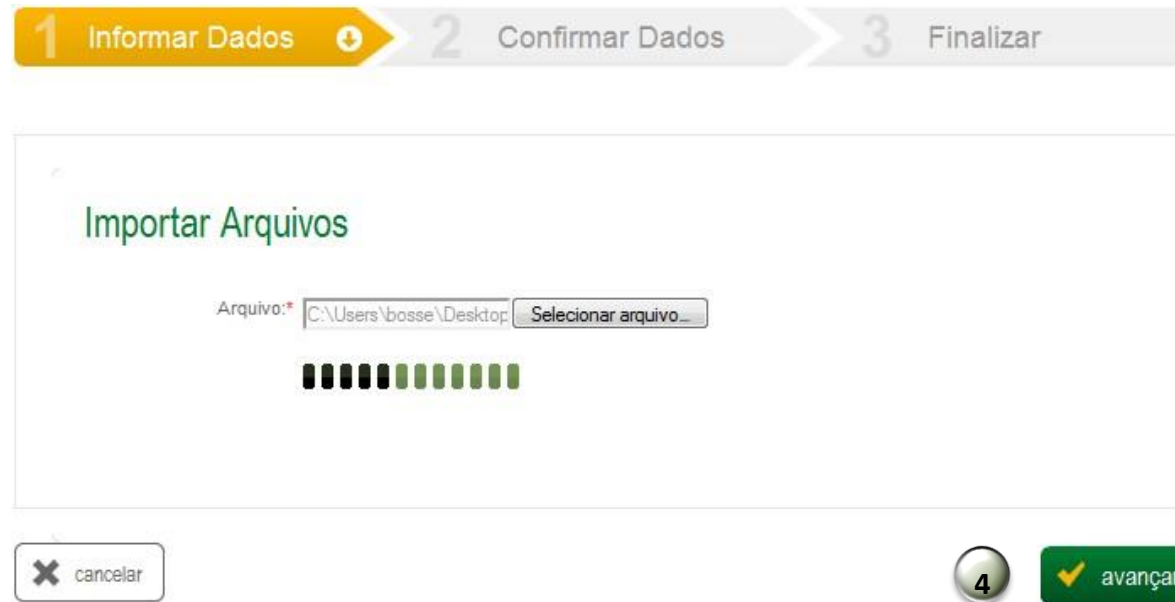 1 Informar Dados 2 Confirmar Dados 3 Finalizar
Importar Arquivos
Arquivo:* C:\Users\bosse\Desktop Selecionar arquivo...
cancelar 4 avançar